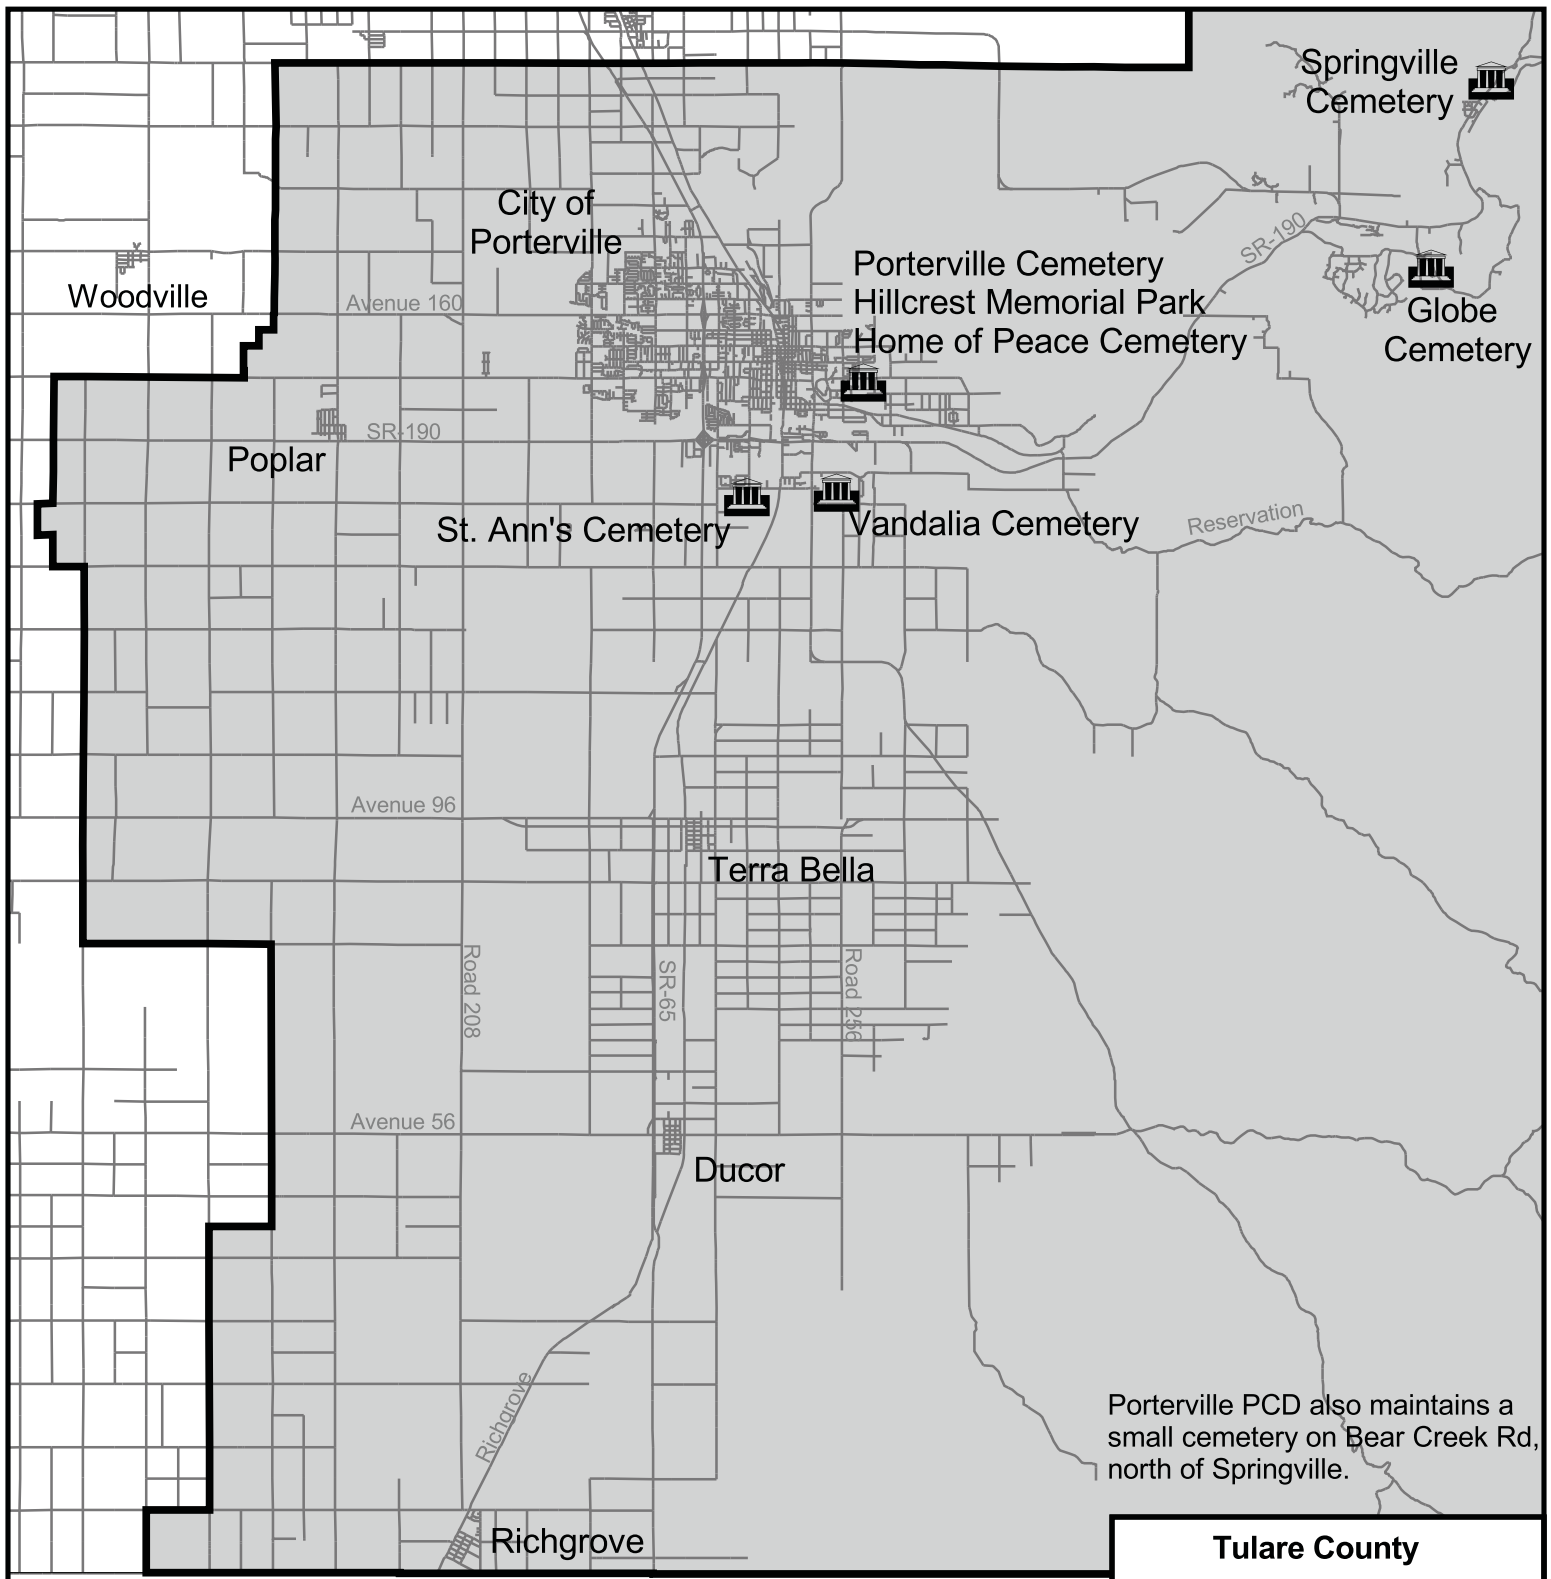 Springville
Cemetery
City of
Porterville
SR-190
Porterville Cemetery
Hillcrest Memorial Park
Home of Peace Cemetery
Woodville
Avenue 160
Globe
Cemetery
SR-190
Poplar
St. Ann's Cemetery
Vandalia Cemetery
Reservation
Avenue 96
Terra Bella
Road 208
SR-65
Road 256
Avenue 56
Ducor
Richgrove
Porterville PCD also maintains a
small cemetery on Bear Creek Rd,
north of Springville.
Richgrove
Tulare County